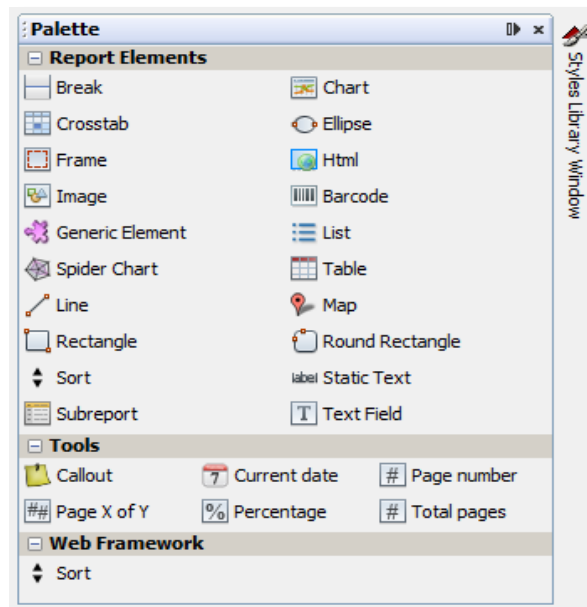 Palette
Report Elements
Break Chart
Crosstab Ellipse
Frame Html
Image Barcode
Generic Element List
Spider Chart Table
Line Map
Rectangle Round Rectangle
Sort label Static Text
Subreport T Text Field
Tools
Callout 7 Current date # Page number
## Page X of Y % Percentage # Total pages
Web Framework
Sort
Styles Library Window